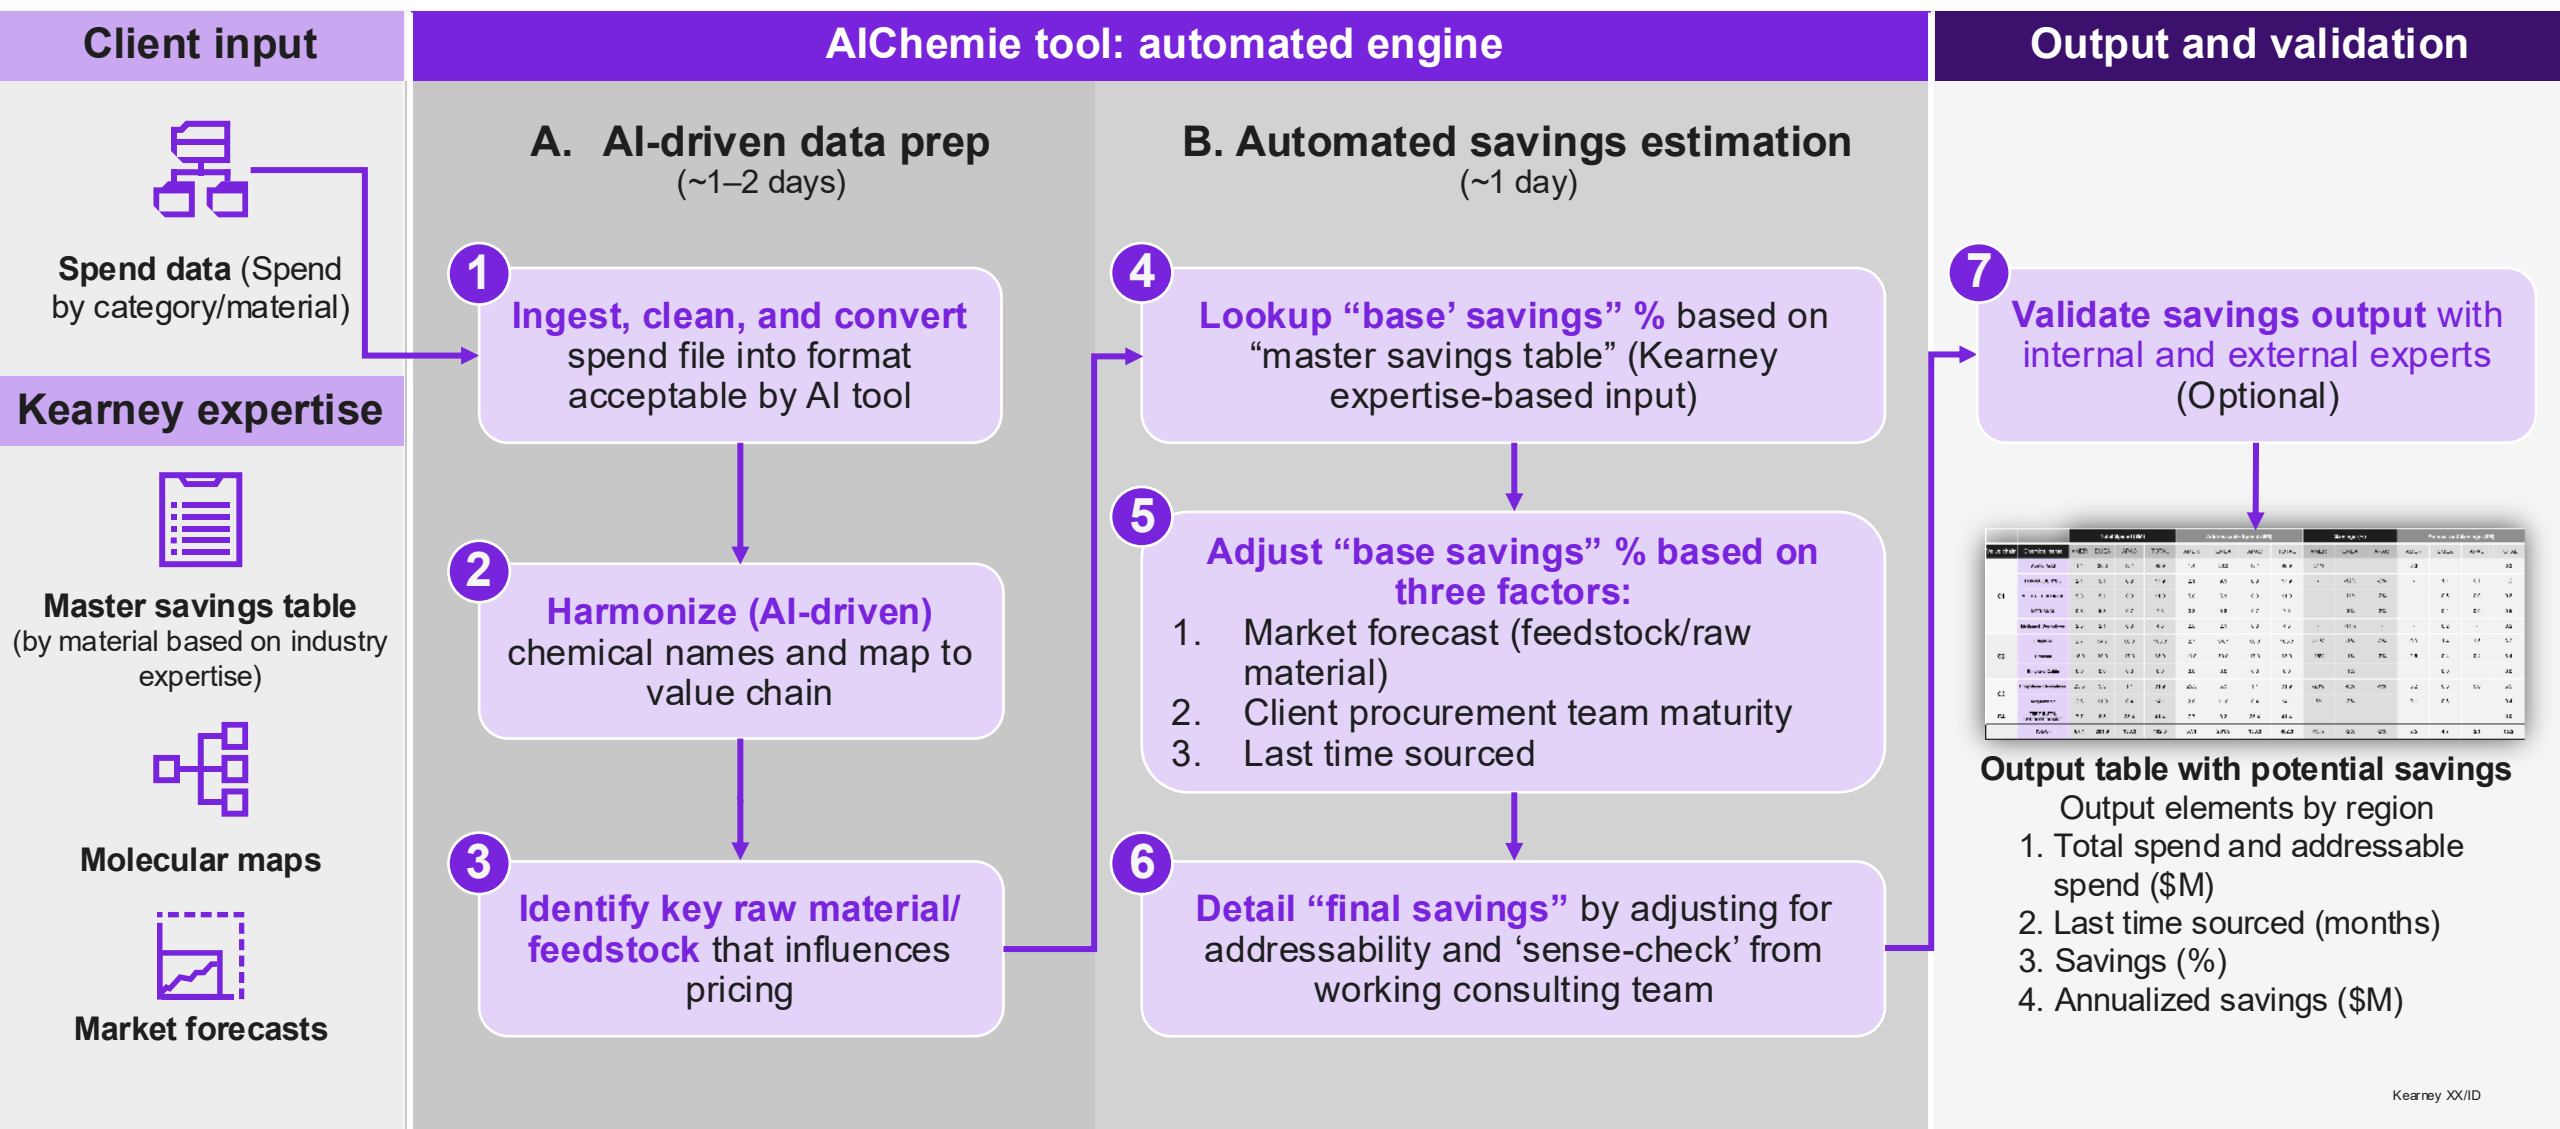 Client input
Spend data (Spend
by category/material)
Kearney expertise
Master savings table
(by material based on industry
expertise)
Molecular maps
Market forecasts
AIChemie tool: automated engine
A. AI-driven data prep
(~1–2 days)
1
Ingest, clean, and convert
spend file into format
acceptable by AI tool
2
Harmonize (AI-driven)
chemical names and map to
value chain
3
Identify key raw material/
feedstock that influences
pricing
B. Automated savings estimation
(~1 day)
4
Lookup “base’ savings” % based on
“master savings table” (Kearney
expertise-based input)
5
Adjust “base savings” % based on
three factors:
1. Market forecast (feedstock/raw
material)
2. Client procurement team maturity
3. Last time sourced
6
Detail “final savings” by adjusting for
addressability and ‘sense-check’ from
working consulting team
Output and validation
7
Validate savings output with
internal and external experts
(Optional)
Output table with potential savings
Output elements by region
1. Total spend and addressable
spend ($M)
2. Last time sourced (months)
3. Savings (%)
4. Annualized savings ($M)
Kearney XX/ID